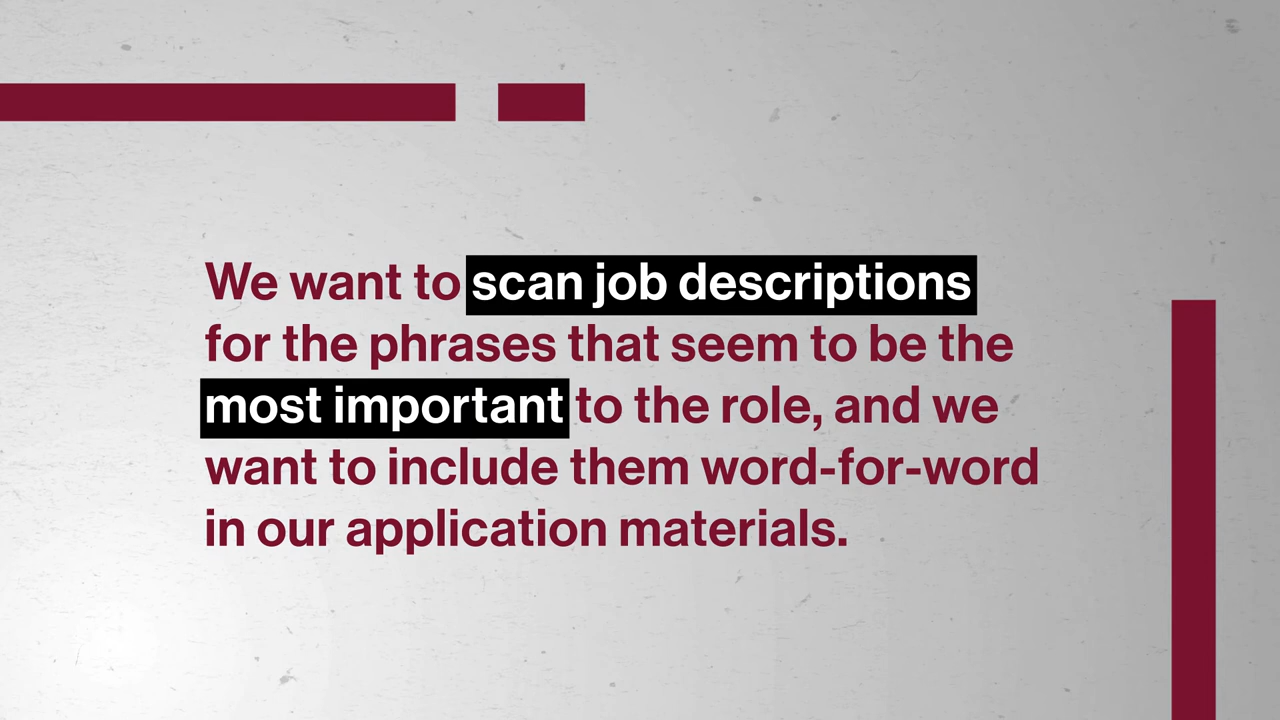 We want to scan job descriptions
for the phrases that seem to be the
most important to the role, and we
want to include them word-for-word
in our application materials.